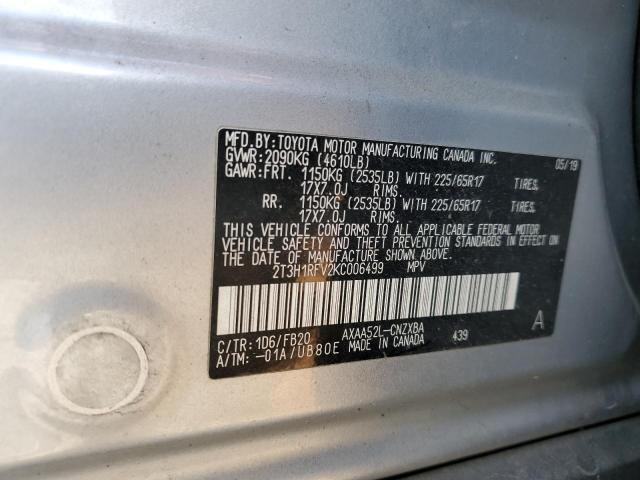 MFD.BY:TOYOTA MOTOR MANUFACTURING CANADA INC.
GVWR:2090KG (4610LB) 05/19
GAWR:FRT. 1150KG (2535LB) WITH 225/65R17 TIRES,
17X7.0J RIMS.
RR. 1150KG (2535LB) WITH 225/65R17 TIRES,
17X7.0J RIMS.
THIS VEHICLE CONFORMS TO ALL APPLICABLE FEDERAL MOTOR
VEHICLE SAFETY AND THEFT PREVENTION STANDARDS IN EFFECT ON
THE DATE OF MANUFACTURE SHOWN ABOVE.
2T3H1RFV2KC006499 MPV
C/TR:1D6/FB20 AXAA52L-CNZXBA 439 A
A/TM:-01A/UB80E MADE IN CANADA